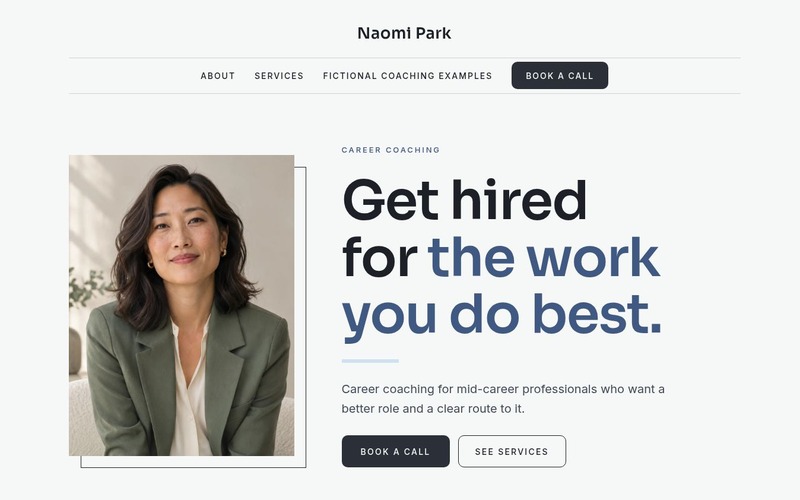 Naomi Park
ABOUT SERVICES FICTIONAL COACHING EXAMPLES BOOK A CALL
CAREER COACHING
Get hired
for the work
you do best.
Career coaching for mid-career professionals who want a
better role and a clear route to it.
BOOK A CALL SEE SERVICES